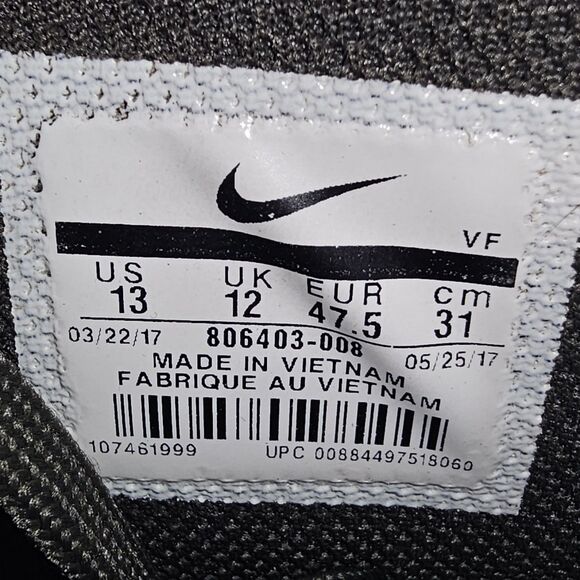 VF
US UK EUR cm
13 12 47.5 31
03/22/17 806403-008 05/25/17
MADE IN VIETNAM
FABRIQUE AU VIETNAM
107461999 UPC 00884497518060